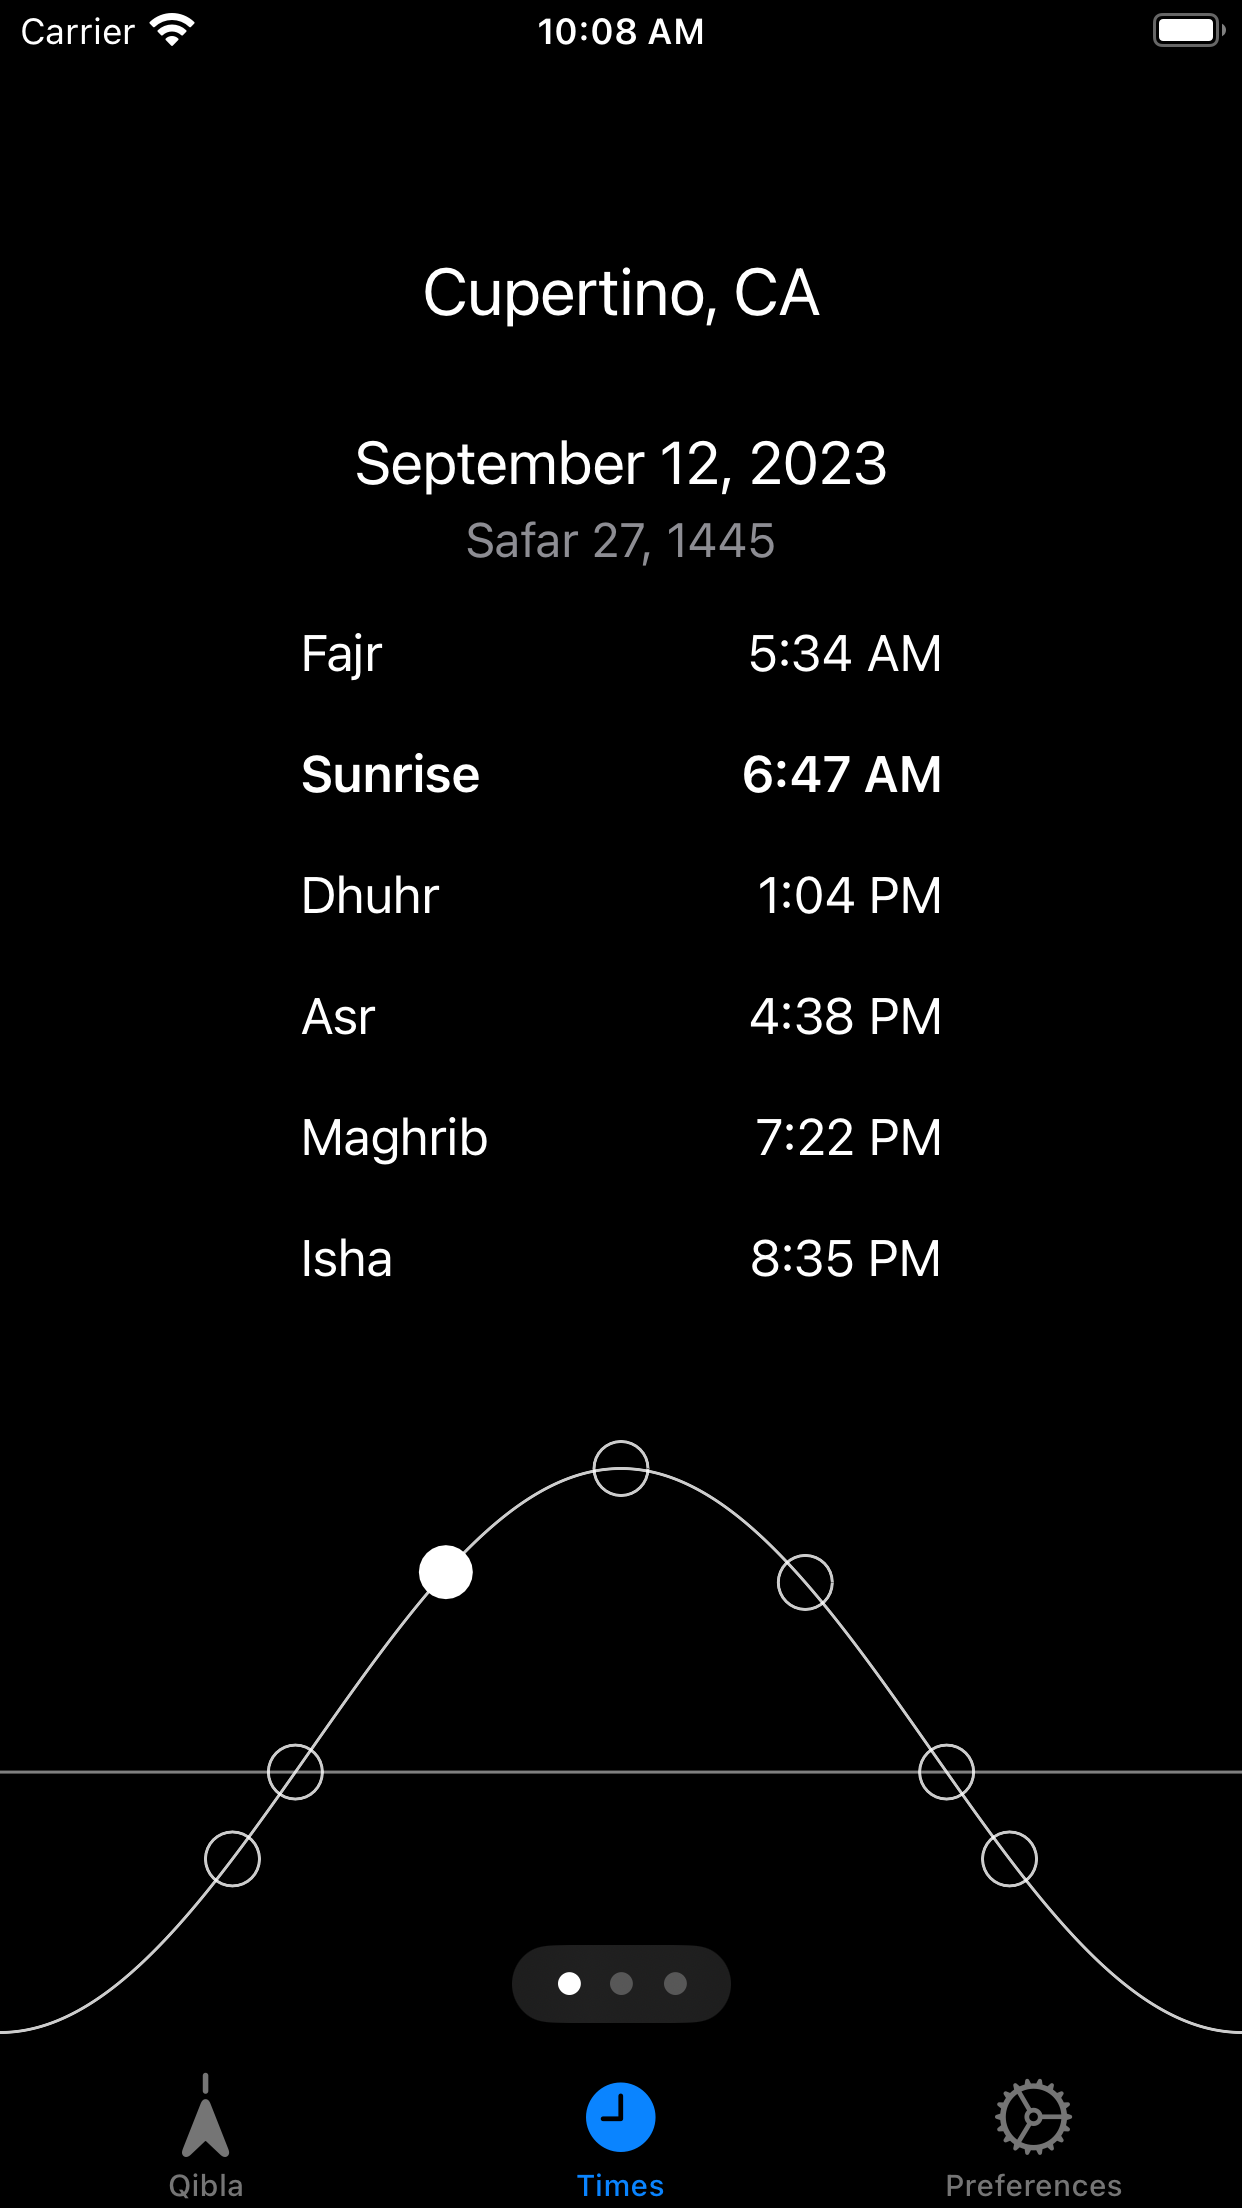 Carrier 10:08 AM
Cupertino, CA
September 12, 2023
Safar 27, 1445
Fajr 5:34 AM
Sunrise 6:47 AM
Dhuhr 1:04 PM
Asr 4:38 PM
Maghrib 7:22 PM
Isha 8:35 PM
Qibla Times Preferences